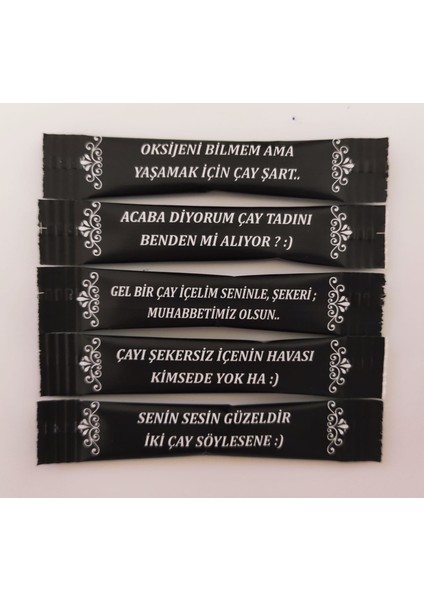 OKSİJENİ BİLMEM AMA
YAŞAMAK İÇİN ÇAY ŞART..
ACABA DİYORUM ÇAY TADINI
BENDEN Mİ ALIYOR ? :)
GEL BİR ÇAY İÇELİM SENİNLE, ŞEKERİ ;
MUHABBETİMİZ OLSUN..
ÇAYI ŞEKERSİZ İÇENİN HAVASI
KİMSEDE YOK HA :)
SENİN SESİN GÜZELDİR
İKİ ÇAY SÖYLESENE :)